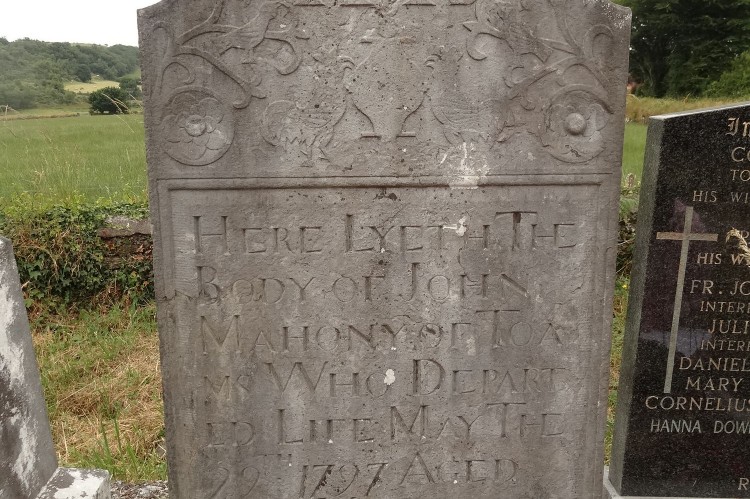 HERE LYETH THE
BODY OF JOHN
MAHONY OF TOA
MS WHO DEPART
ED LIFE MAY THE
29TH 1797 AGED
HIS WI
HIS W
FR. JO
INTER
JULI
INTER
DANIEL
MARY
CORNELIUS
HANNA DOW